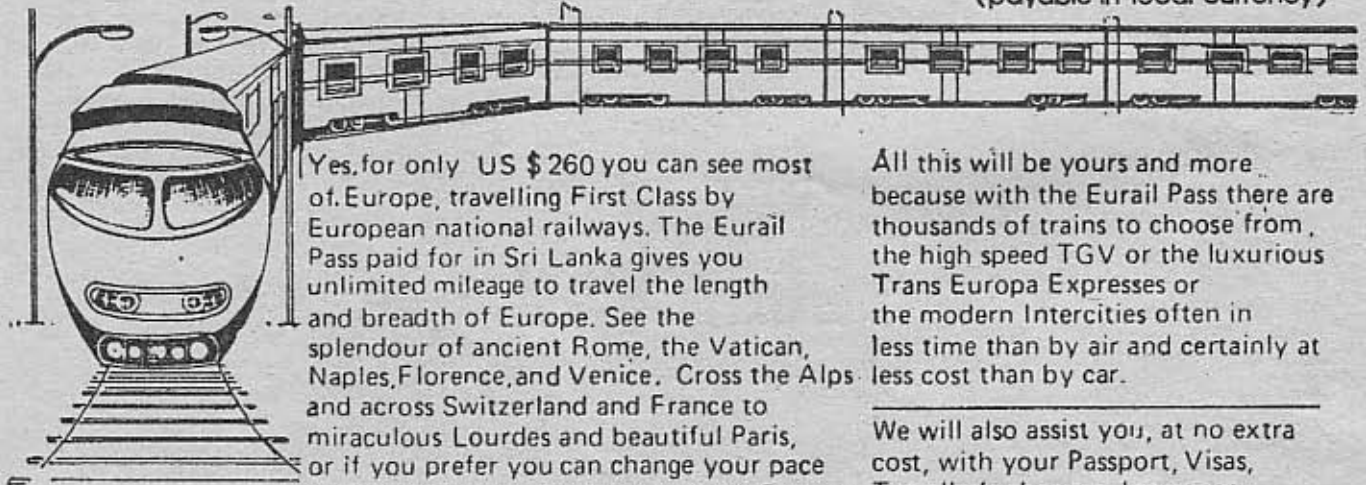 (payable in local currency)
Yes, for only US $ 260 you can see most
of. Europe, travelling First Class by
European national railways. The Eurail
Pass paid for in Sri Lanka gives you
unlimited mileage to travel the length
and breadth of Europe. See the
splendour of ancient Rome, the Vatican,
Naples, Florence, and Venice. Cross the Alps
and across Switzerland and France to
miraculous Lourdes and beautiful Paris,
or if you prefer you can change your pace
All this will be yours and more
because with the Eurail Pass there are
thousands of trains to choose from,
the high speed TGV or the luxurious
Trans Europa Expresses or
the modern Intercities often in
less time than by air and certainly at
less cost than by car.
We will also assist you, at no extra
cost, with your Passport, Visas,